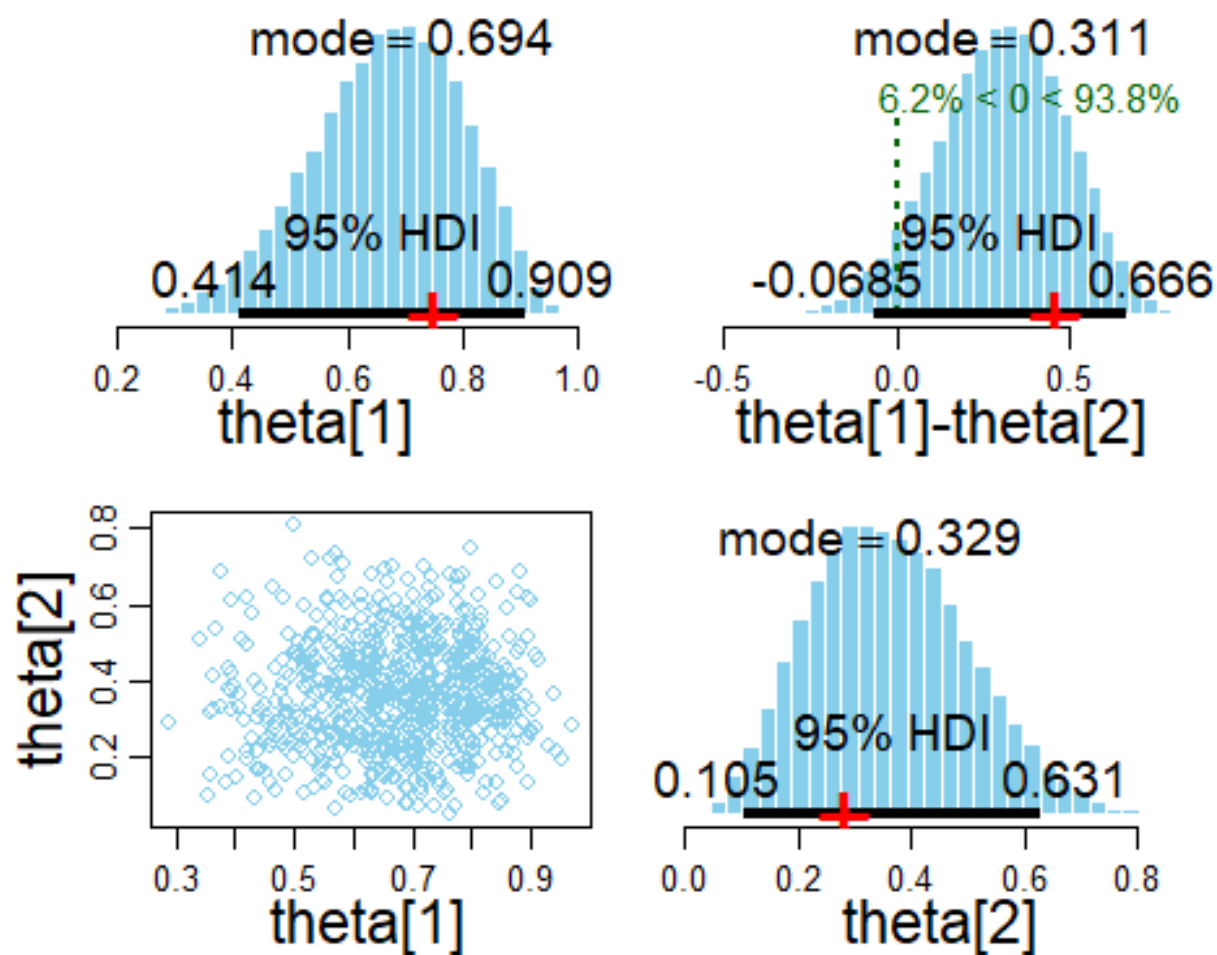 mode = 0.694
95% HDI
0.414 0.909
0.2 0.4 0.6 0.8 1.0
theta[1]
mode = 0.311
6.2% < 0 < 93.8%
95% HDI
-0.0685 0.666
-0.5 0.0 0.5
theta[1]-theta[2]
theta[2]
0.8
0.6
0.4
0.2
0.3 0.5 0.7 0.9
theta[1]
mode = 0.329
95% HDI
0.105 0.631
0.0 0.2 0.4 0.6 0.8
theta[2]